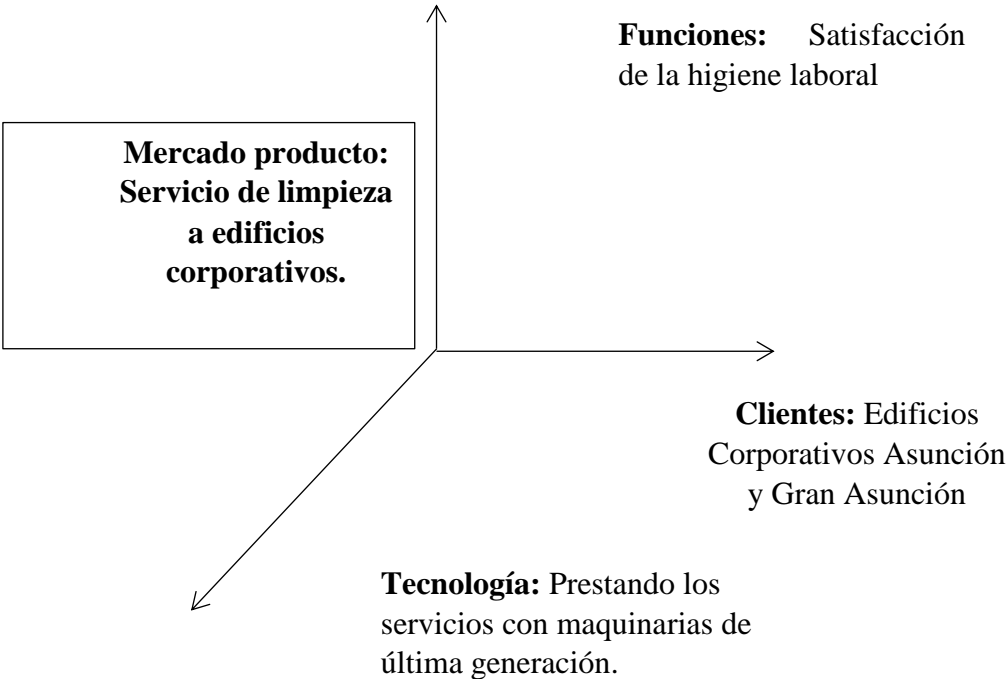 Funciones: Satisfacción
de la higiene laboral
Mercado producto:
Servicio de limpieza
a edificios
corporativos.
Clientes: Edificios
Corporativos Asunción
y Gran Asunción
Tecnología: Prestando los
servicios con maquinarias de
última generación.